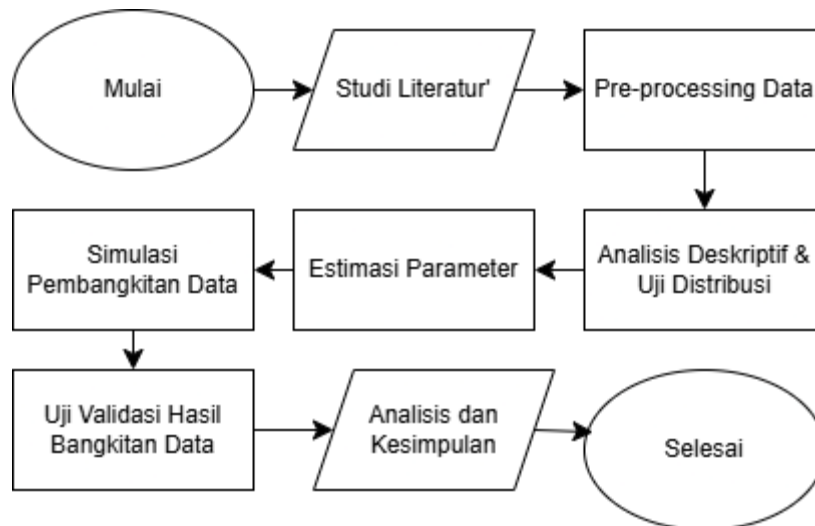 Mulai
Studi Literatur'
Pre-processing Data
Analisis Deskriptif &
Uji Distribusi
Estimasi Parameter
Simulasi
Pembangkitan Data
Uji Validasi Hasil
Bangkitan Data
Analisis dan
Kesimpulan
Selesai